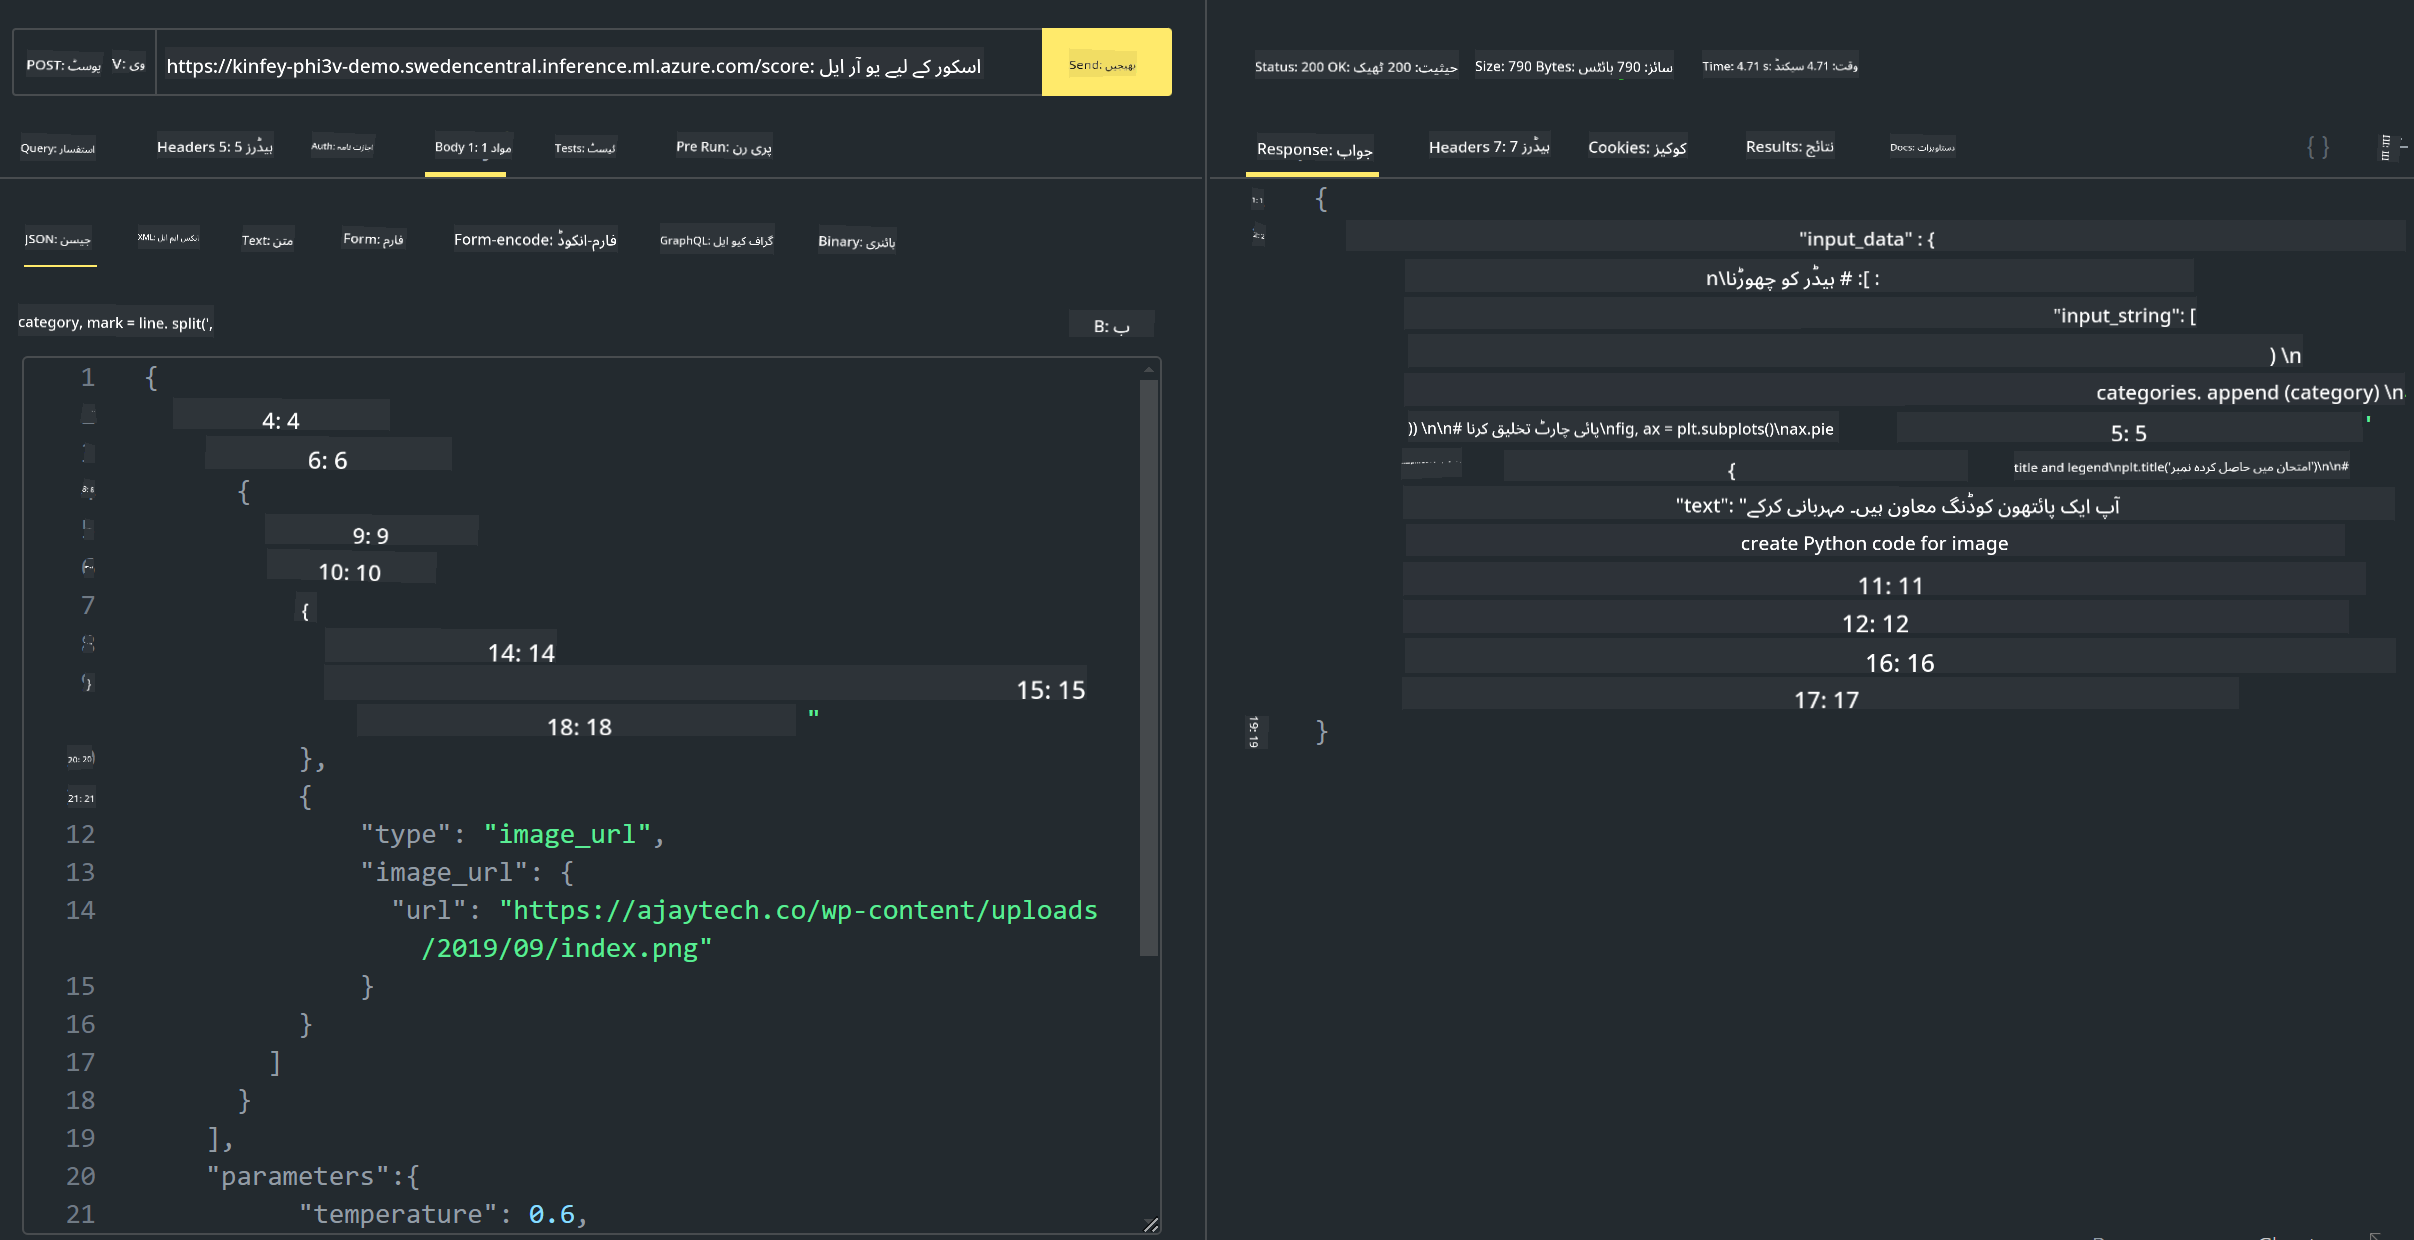 POST: پوسٹ V: وی https://kinfey-phi3v-demo.swedencentral.inference.ml.azure.com/score: اسکور کے لیے یو آر ایل Send: بھیجیں
Query: استفسار Headers 5: 5 ہیڈرز Auth: اجازت نامہ Body 1: 1 مواد Tests: ٹیسٹ Pre Run: پری رن
JSON: جیسن XML: ایکس ایم ایل Text: متن Form: فارم Form-encode: فارم-انکوڈ GraphQL: گراف کیو ایل Binary: بائنری
category, mark = line. split(', B: ب
1 {
4: 4
6: 6
{
9: 9
10: 10
7 {
14: 14
15: 15
18: 18 "
20: 20 },
21: 21 {
12 "type": "image_url",
13 "image_url": {
14 "url": "https://ajaytech.co/wp-content/uploads
/2019/09/index.png"
15 }
16 }
17 ]
18 }
19 ],
20 "parameters":{
21 "temperature": 0.6,
Status: 200 OK: حیثیت: 200 ٹھیک Size: 790 Bytes: سائز: 790 بائٹس Time: 4.71 s: وقت: 4.71 سیکنڈ
Response: جواب Headers 7: 7 ہیڈرز Cookies: کوکیز Results: نتائج Docs: دستاویزات { }
1: 1 {
2: 2 "input_data" : {
: [: # ہیڈر کو چھوڑنا\n
"input_string": [
) \n
categories. append (category) \n
)) \n\n# پائی چارٹ تخلیق کرنا\nfig, ax = plt.subplots()\nax.pie 5: 5 '
{ title and legend\nplt.title('امتحان میں حاصل کردہ نمبر')\n\n#
"text": "آپ ایک پائتھون کوڈنگ معاون ہیں۔ مہربانی کرکے
create Python code for image
11: 11
12: 12
16: 16
17: 17
19: 19 }